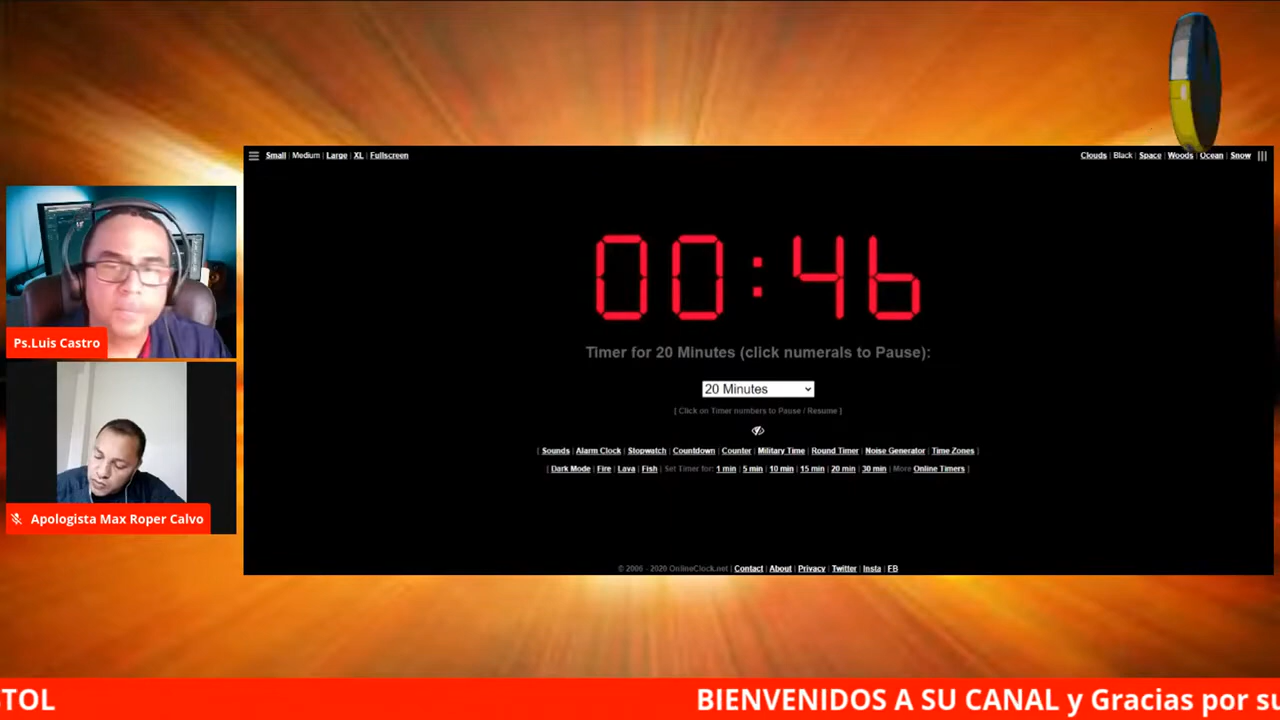 Small | Medium | Large | XL | Fullscreen
Clouds | Black | Space | Woods | Ocean | Snow
00:46
Timer for 20 Minutes (click numerals to Pause):
20 Minutes
[ Click on Timer numbers to Pause / Resume ]
[ Sounds | Alarm Clock | Stopwatch | Countdown | Counter | Military Time | Round Timer | Noise Generator | Time Zones ]
[ Dark Mode | Fire | Lava | Fish | Set Timer for: 1 min | 5 min | 10 min | 15 min | 20 min | 30 min | More Online Timers ]
© 2006 - 2020 OnlineClock.net | Contact | About | Privacy | Twitter | Insta | FB
Ps.Luis Castro
Apologista Max Roper Calvo
STOL BIENVENIDOS A SU CANAL y Gracias por su